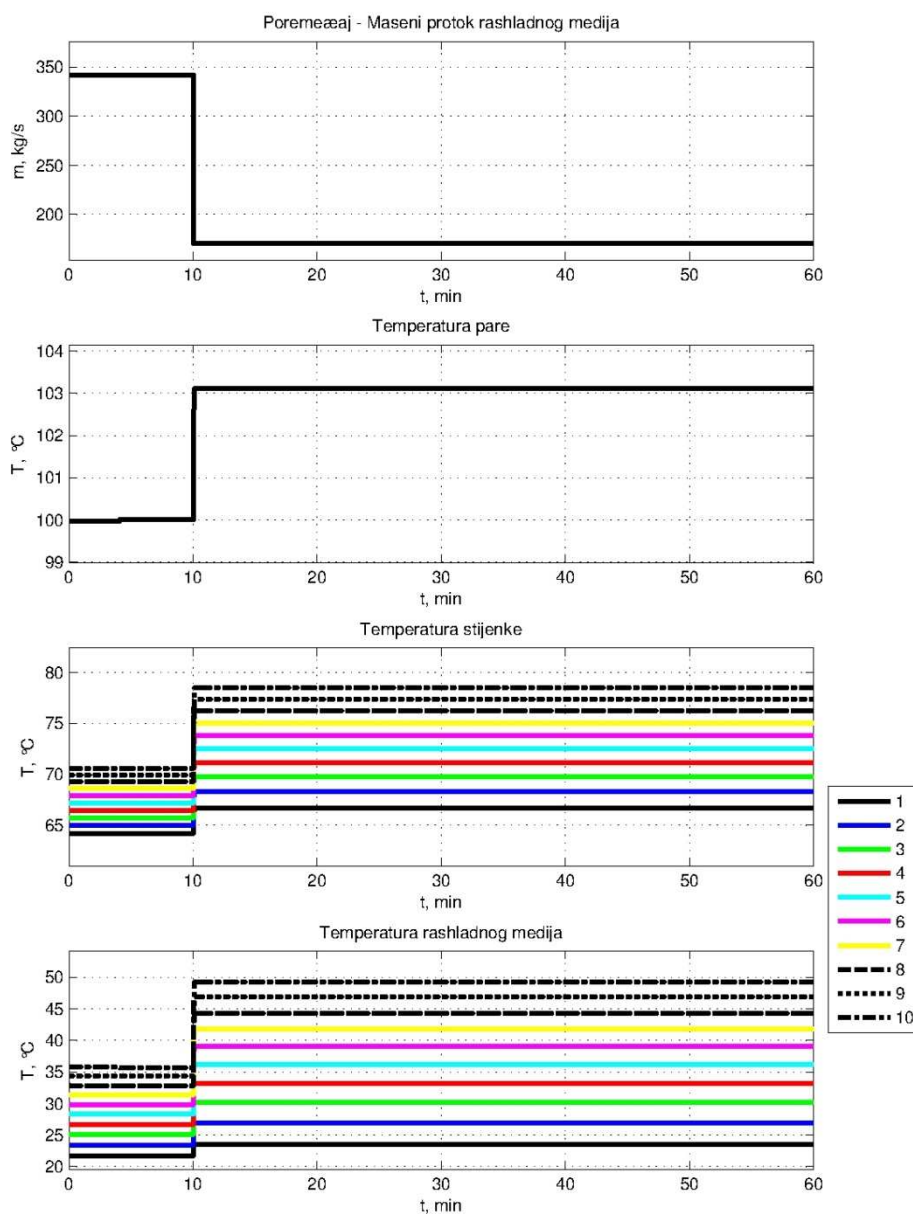 Poremeæaj - Maseni protok rashladnog medija
350
300
250
200
m, kg/s
0 10 20 30 40 50 60
t, min
Temperatura pare
104
103
102
101
100
99
T, °C
0 10 20 30 40 50 60
t, min
Temperatura stijenke
80
75
70
65
T, °C
0 10 20 30 40 50 60
t, min
1
2
3
4
5
6
7
8
9
10
Temperatura rashladnog medija
50
45
40
35
30
25
20
T, °C
0 10 20 30 40 50 60
t, min